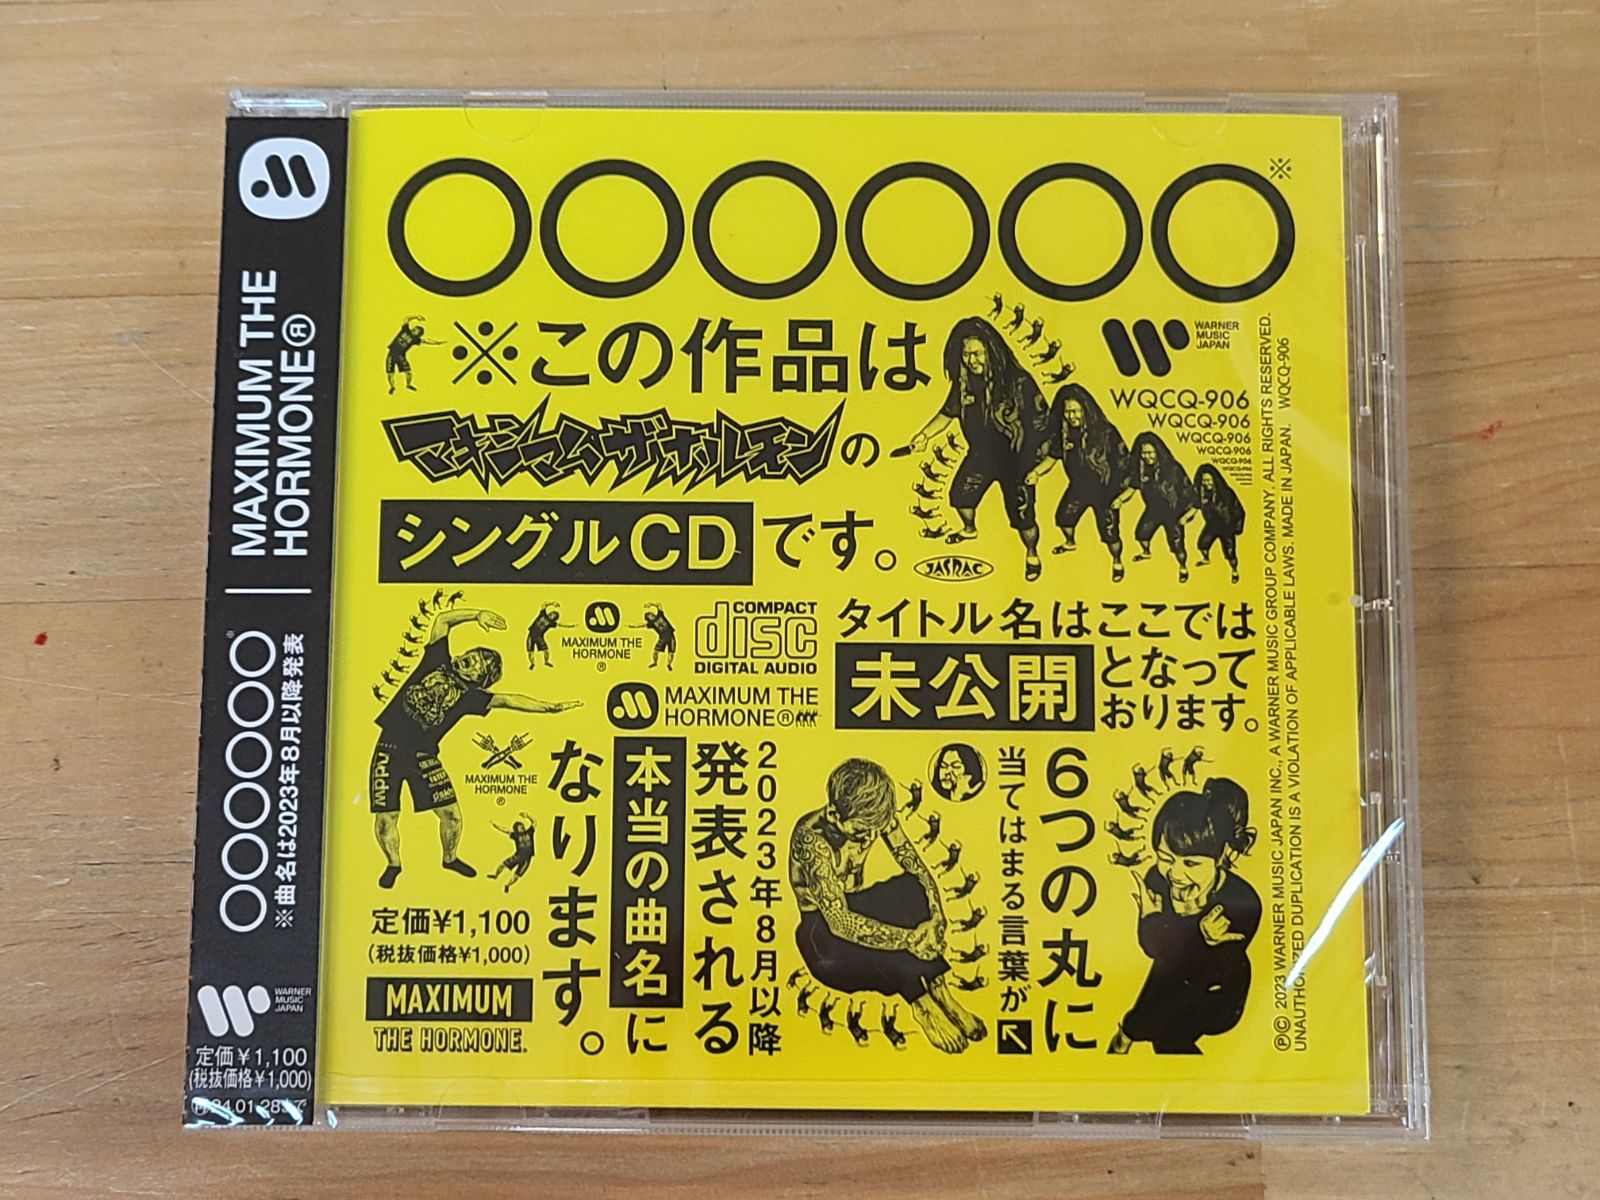 MAXIMUM THE
HORMONE Ⓡ
○○○○○○※
※曲名は2023年8月以降発表
WARNER
MUSIC
JAPAN
定価￥1,100
(税抜価格￥1,000)
○○○○○○※
※この作品は
マキシマムザホルモンの
シングルCDです。
WARNER
MUSIC
JAPAN
WQCQ-906
WQCQ-906
WQCQ-906
WQCQ-906
WQCQ-906
JASRAC
MAXIMUM THE
HORMONE
®
COMPACT
disc
DIGITAL AUDIO
MAXIMUM THE
HORMONE Ⓡ
タイトル名はここでは
未公開となって
おります。
6つの丸に
当てはまる言葉が
2023年8月以降
発表される
本当の曲名に
なります。
MAXIMUM THE
HORMONE
®
定価¥1,100
(税抜価格¥1,000)
MAXIMUM
THE HORMONE.
Ⓟ© 2023 WARNER MUSIC JAPAN INC., A WARNER MUSIC GROUP COMPANY. ALL RIGHTS RESERVED.
UNAUTHORIZED DUPLICATION IS A VIOLATION OF APPLICABLE LAWS. MADE IN JAPAN. WQCQ-906